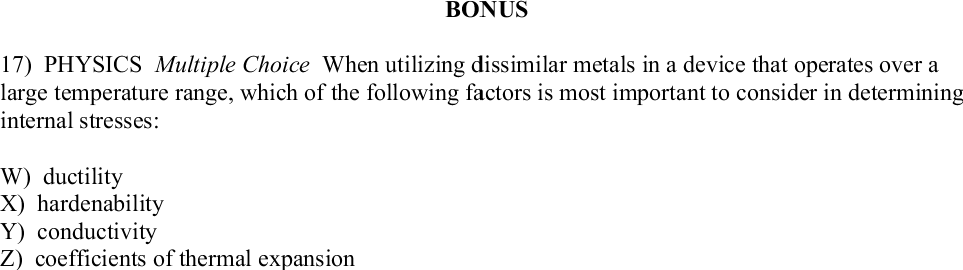 BONUS
17) PHYSICS Multiple Choice When utilizing dissimilar metals in a device that operates over a
large temperature range, which of the following factors is most important to consider in determining
internal stresses:
W) ductility
X) hardenability
Y) conductivity
Z) coefficients of thermal expansion